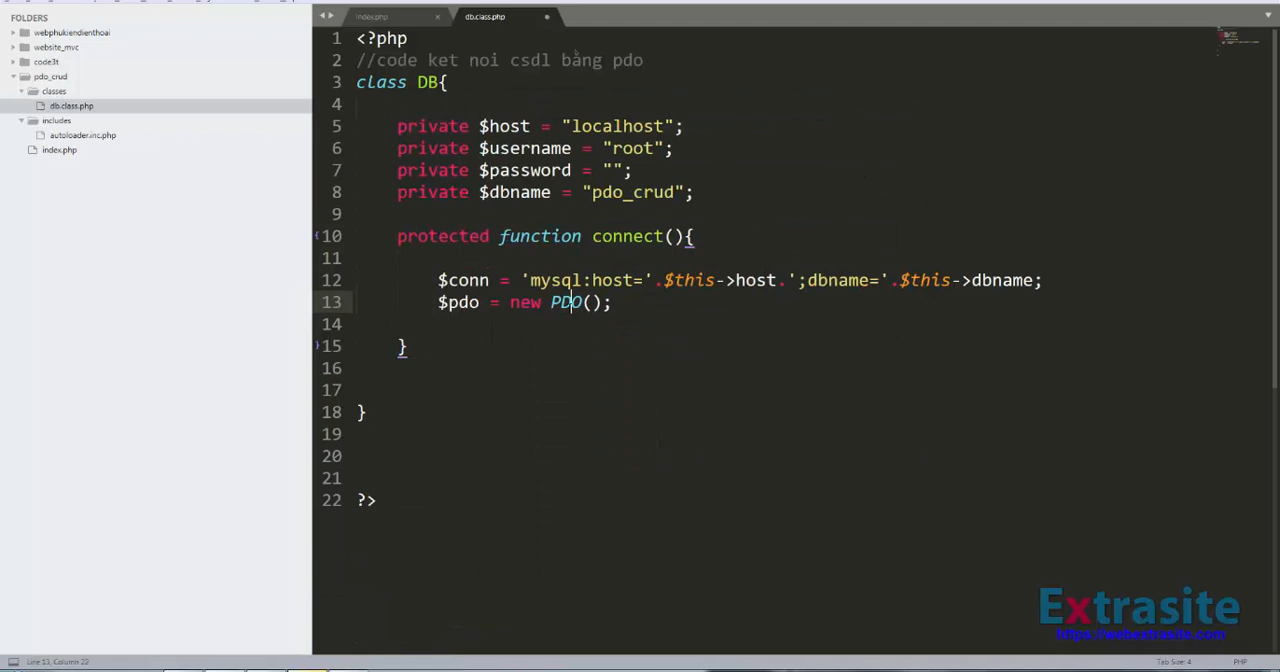 FOLDERS
webphukiendienthoai
website_mvc
code3t
pdo_crud
classes
db.class.php
includes
autoloader.inc.php
index.php
index.php
db.class.php
1 <?php
2 //code ket noi csdl bằng pdo
3 class DB{
4
5 private $host = "localhost";
6 private $username = "root";
7 private $password = "";
8 private $dbname = "pdo_crud";
9
10 protected function connect(){
11
12 $conn = 'mysql:host='.$this->host.';dbname='.$this->dbname;
13 $pdo = new PDO();
14
15 }
16
17
18 }
19
20
21
22 ?>
Extrasite
https://webextrasite.com
Line 13, Column 22
Tab Size: 4
PHP